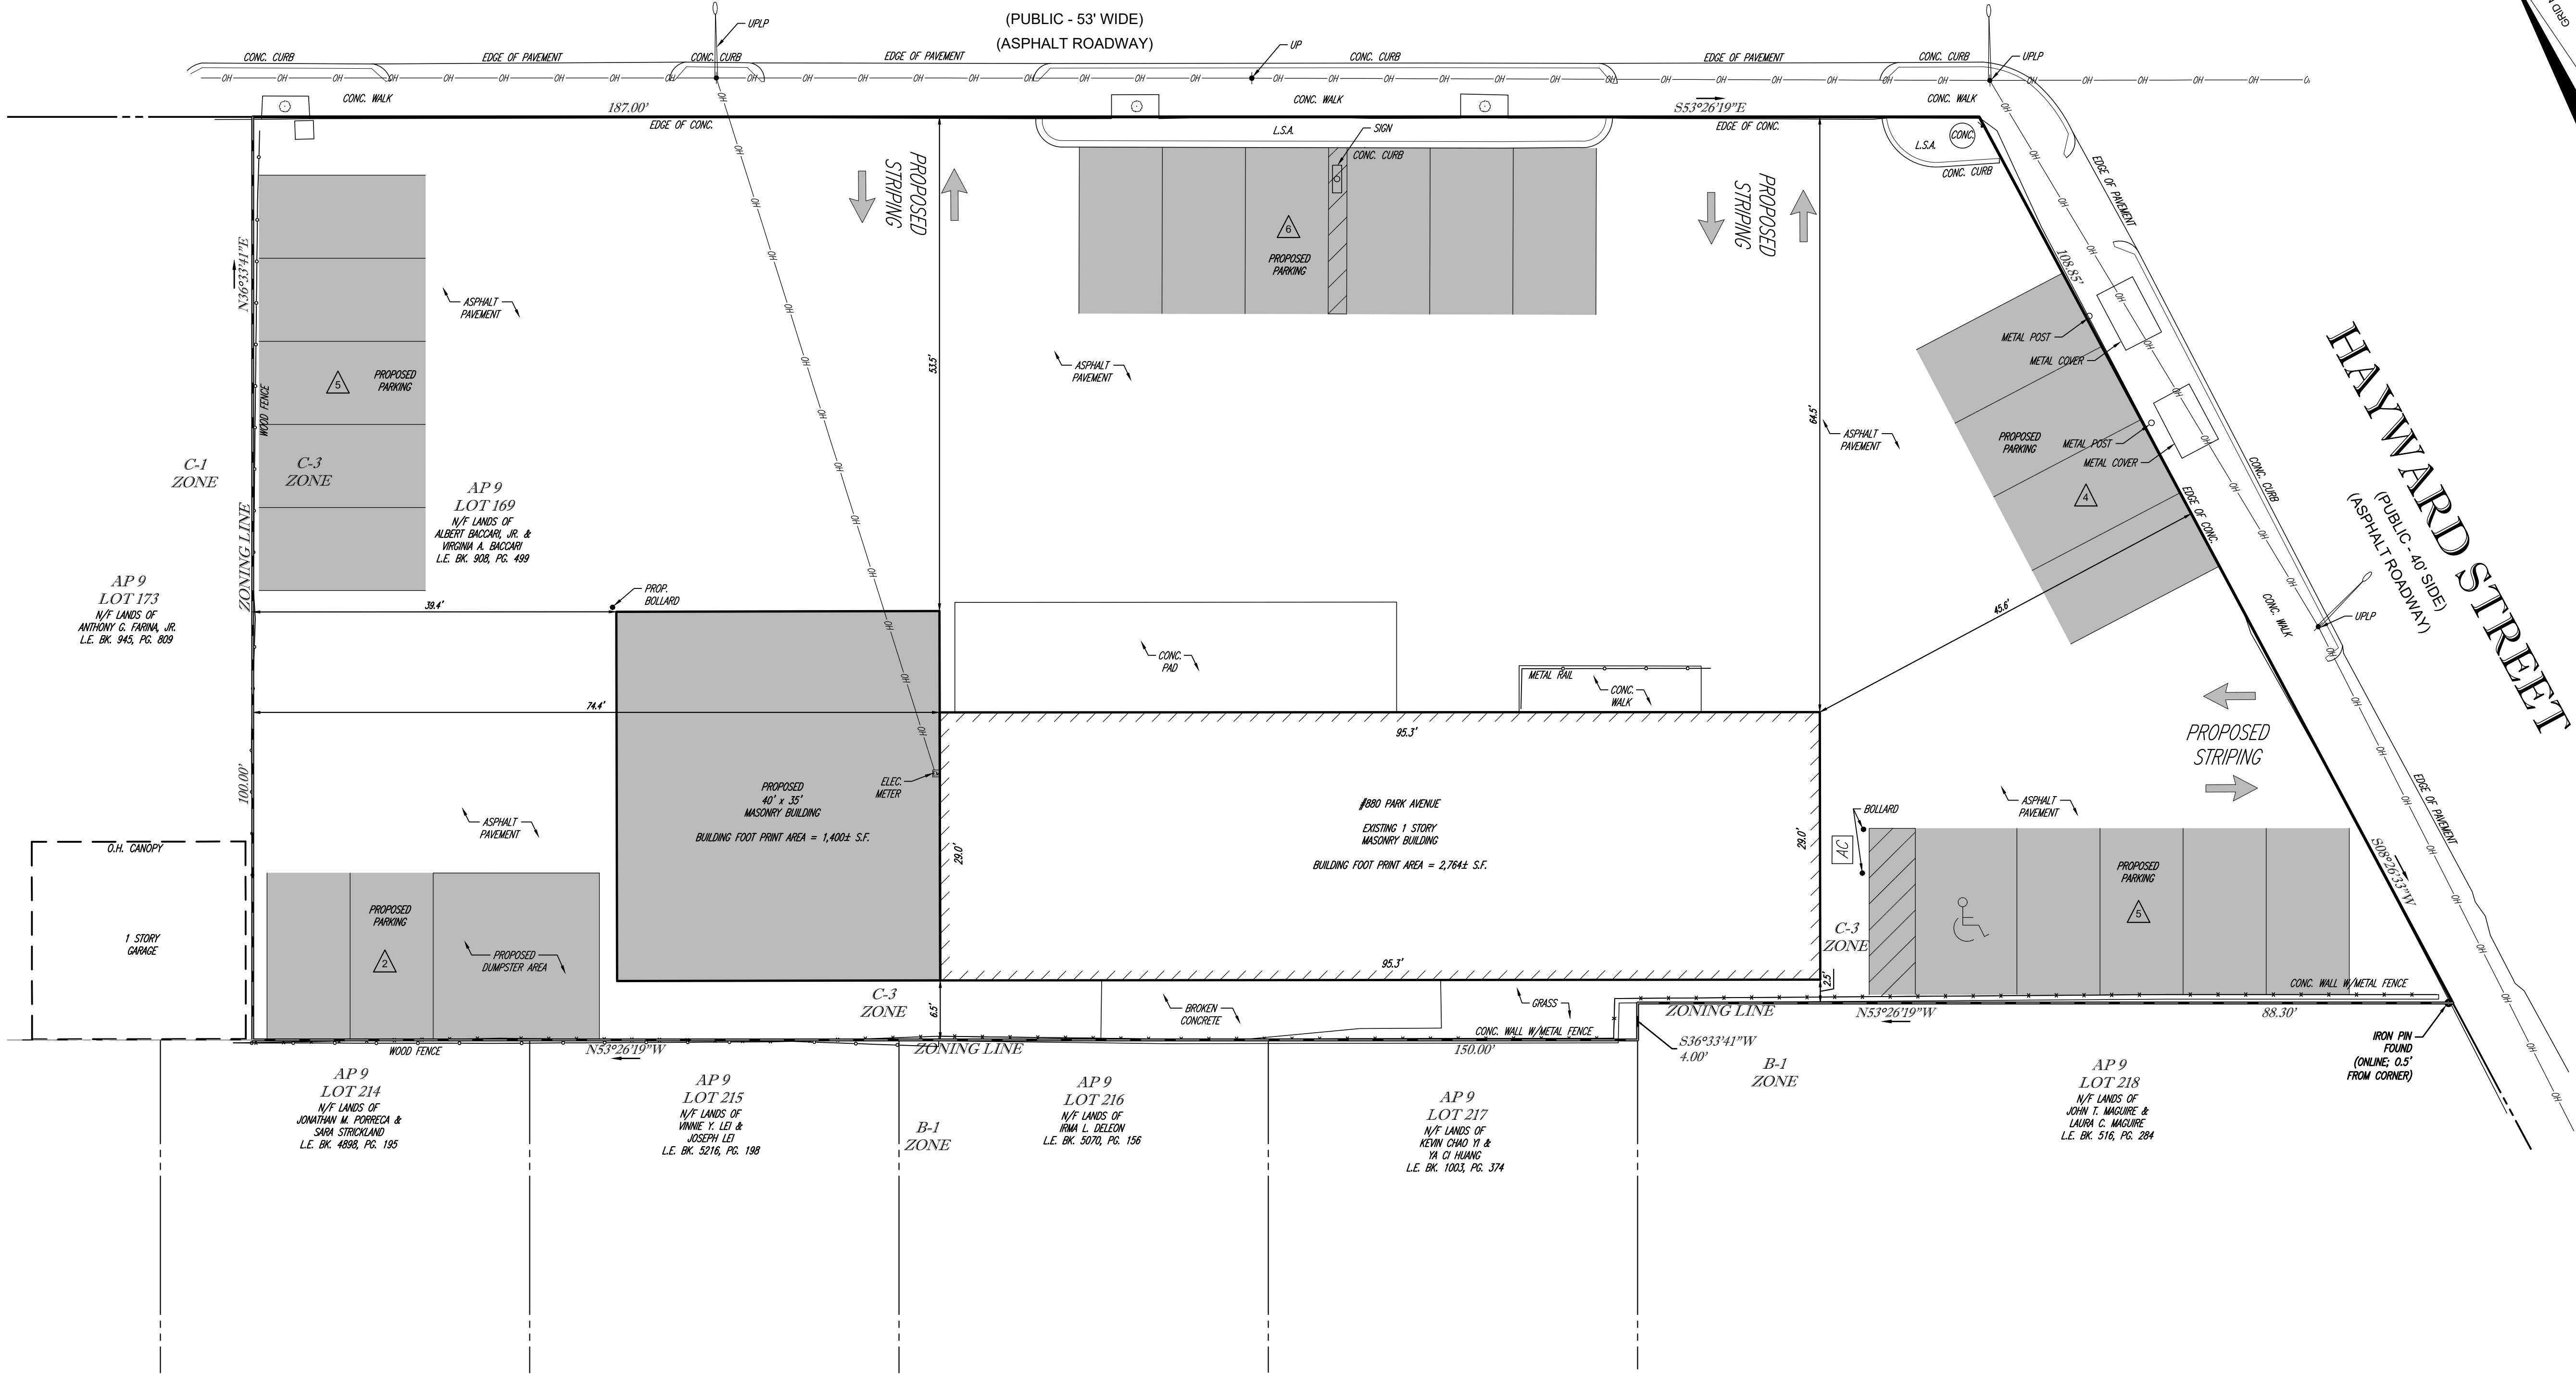 (PUBLIC - 53' WIDE)
(ASPHALT ROADWAY)
GRID
UPLP
UP
UPLP
CONC. CURB
EDGE OF PAVEMENT
CONC. CURB
EDGE OF PAVEMENT
CONC. CURB
EDGE OF PAVEMENT
CONC. CURB
CONC. WALK
187.00'
EDGE OF CONC.
CONC. WALK
S53°26'19"E
CONC. WALK
L.S.A.
SIGN
CONC. CURB
EDGE OF CONC.
L.S.A.
CONC.
CONC. CURB
EDGE OF PAVEMENT
PROPOSED
STRIPING
PROPOSED
STRIPING
6
PROPOSED
PARKING
N36°33'41"E
108.85'
ASPHALT
PAVEMENT
ASPHALT
PAVEMENT
53.5'
64.5'
METAL POST
METAL COVER
HAYWARD STREET
(PUBLIC - 40' SIDE)
(ASPHALT ROADWAY)
5
PROPOSED
PARKING
WOOD FENCE
C-1
ZONE
C-3
ZONE
ZONING LINE
AP 9
LOT 169
N/F LANDS OF
ALBERT BACCARI, JR. &
VIRGINIA A. BACCARI
L.E. BK. 908, PG. 499
ASPHALT
PAVEMENT
PROPOSED
PARKING
METAL POST
METAL COVER
4
EDGE OF CONC.
CONC. CURB
AP 9
LOT 173
N/F LANDS OF
ANTHONY G. FARINA, JR.
L.E. BK. 945, PG. 809
39.4'
PROP.
BOLLARD
CONC.
PAD
METAL RAIL
CONC.
WALK
45.6'
CONC. WALK
UPLP
74.4'
95.3'
PROPOSED
STRIPING
100.00'
ELEC.
METER
PROPOSED
40' x 35'
MASONRY BUILDING
BUILDING FOOT PRINT AREA = 1,400± S.F.
29.0'
#880 PARK AVENUE
EXISTING 1 STORY
MASONRY BUILDING
BUILDING FOOT PRINT AREA = 2,764± S.F.
29.0'
BOLLARD
AC
ASPHALT
PAVEMENT
EDGE OF PAVEMENT
ASPHALT
PAVEMENT
O.H. CANOPY
1 STORY
GARAGE
PROPOSED
PARKING
2
PROPOSED
DUMPSTER AREA
95.3'
PROPOSED
PARKING
5
S08°26'33"W
C-3
ZONE
C-3
ZONE
6.5'
2.5'
BROKEN
CONCRETE
GRASS
CONC. WALL W/METAL FENCE
CONC. WALL W/METAL FENCE
WOOD FENCE
N53°26'19"W
ZONING LINE
150.00'
ZONING LINE
N53°26'19"W
88.30'
S36°33'41"W
4.00'
IRON PIN
FOUND
(ONLINE; 0.5'
FROM CORNER)
AP 9
LOT 214
N/F LANDS OF
JONATHAN M. PORRECA &
SARA STRICKLAND
L.E. BK. 4898, PG. 195
AP 9
LOT 215
N/F LANDS OF
VINNIE Y. LEI &
JOSEPH LEI
L.E. BK. 5216, PG. 198
B-1
ZONE
AP 9
LOT 216
N/F LANDS OF
IRMA L. DELEON
L.E. BK. 5070, PG. 156
AP 9
LOT 217
N/F LANDS OF
KEVIN CHAO YI &
YA CI HUANG
L.E. BK. 1003, PG. 374
B-1
ZONE
AP 9
LOT 218
N/F LANDS OF
JOHN T. MAGUIRE &
LAURA C. MAGUIRE
L.E. BK. 516, PG. 284